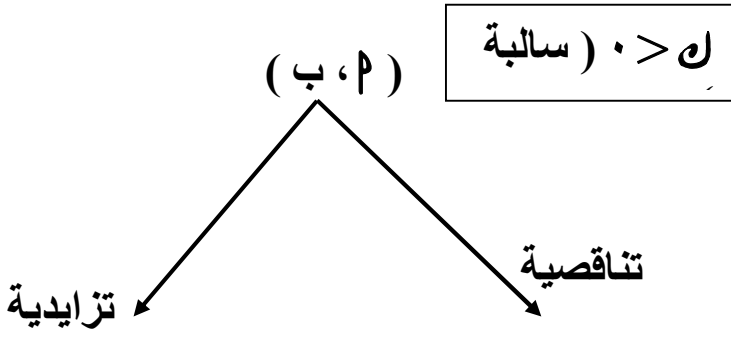 ك < ٠ ( سالبة
( أ ، ب )
تناقصية
تزايدية